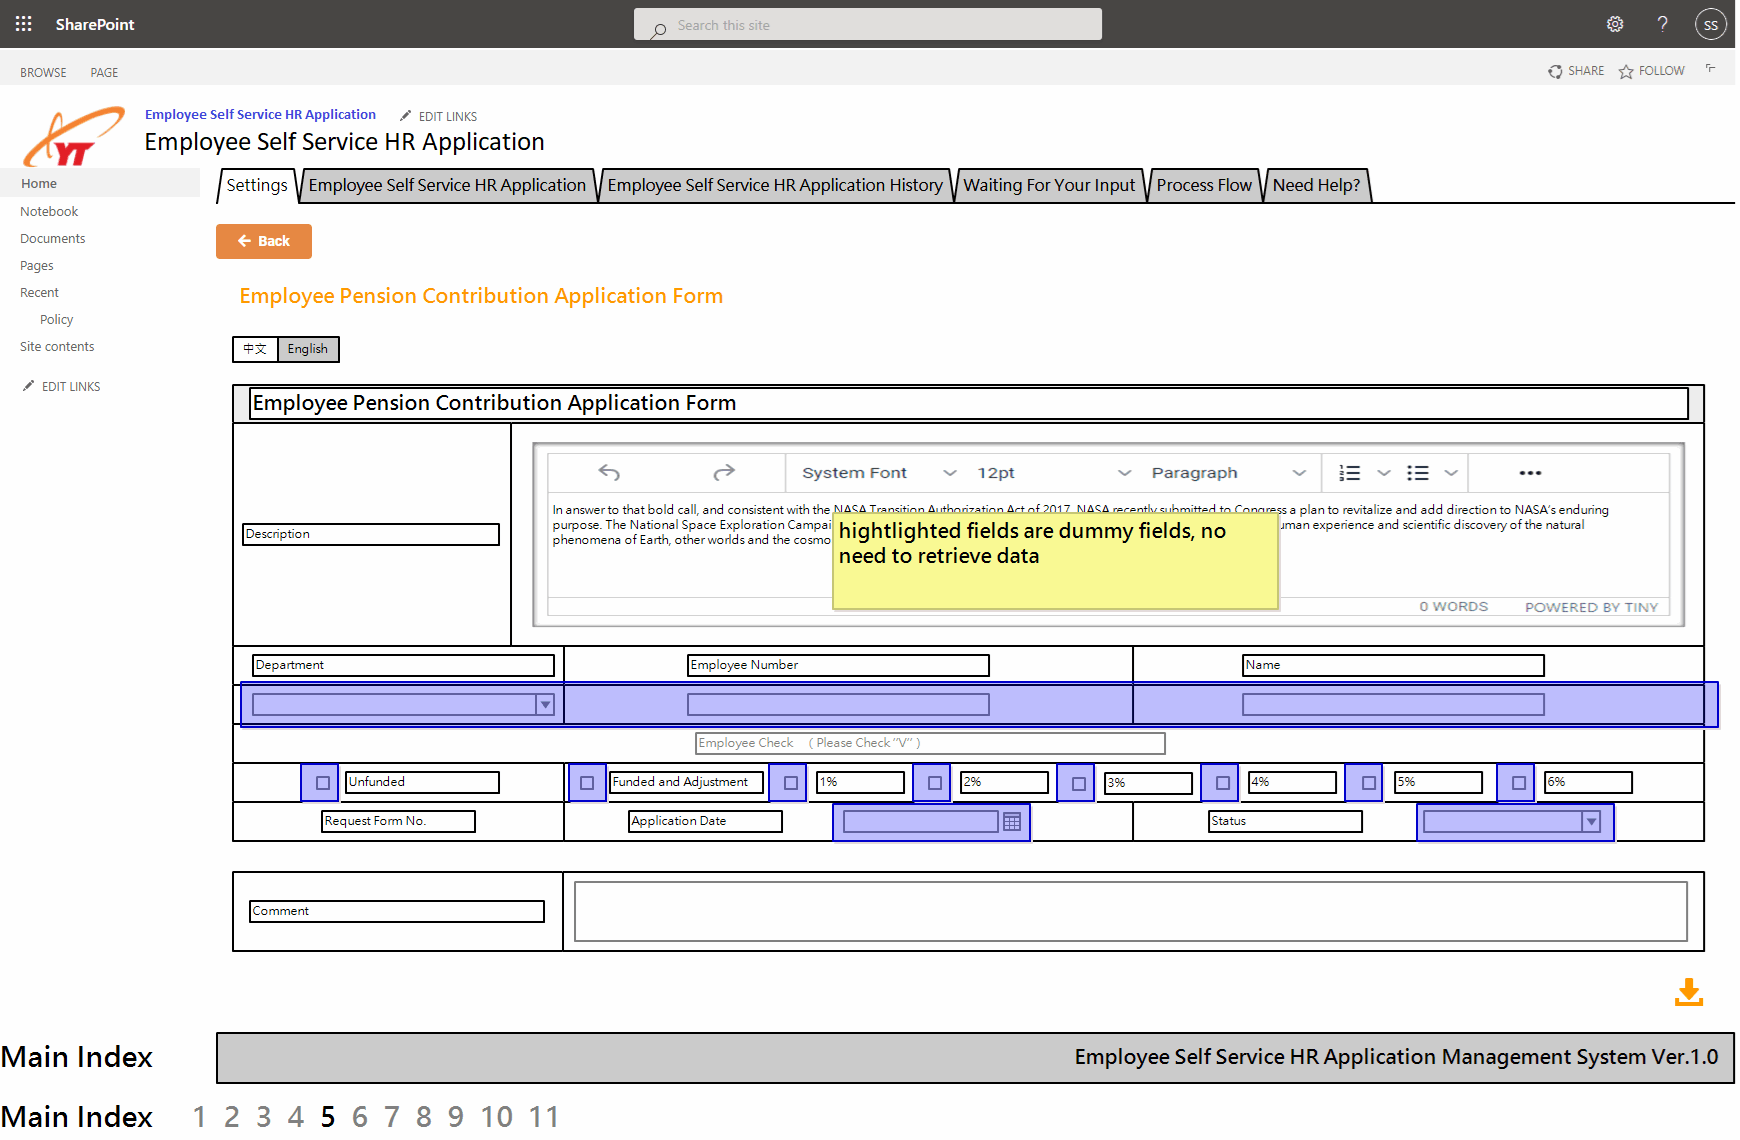 SharePoint
Search this site
?
SS
BROWSE PAGE
SHARE FOLLOW
YT
Employee Self Service HR Application EDIT LINKS
Employee Self Service HR Application
Home
Notebook
Documents
Pages
Recent
Policy
Site contents
EDIT LINKS
Settings Employee Self Service HR Application Employee Self Service HR Application History Waiting For Your Input Process Flow Need Help?
Back
Employee Pension Contribution Application Form
中文 English
Employee Pension Contribution Application Form
Description
System Font 12pt Paragraph
In answer to that bold call, and consistent with the NASA Transition Authorization Act of 2017, NASA recently submitted to Congress a plan to revitalize and add direction to NASA's enduring
purpose. The National Space Exploration Campai human experience and scientific discovery of the natural
phenomena of Earth, other worlds and the cosmo
hightlighted fields are dummy fields, no
need to retrieve data
0 WORDS POWERED BY TINY
Department Employee Number Name
Employee Check ( Please Check "V" )
Unfunded Funded and Adjustment 1% 2% 3% 4% 5% 6%
Request Form No. Application Date Status
Comment
Main Index Employee Self Service HR Application Management System Ver.1.0
Main Index 1 2 3 4 5 6 7 8 9 10 11